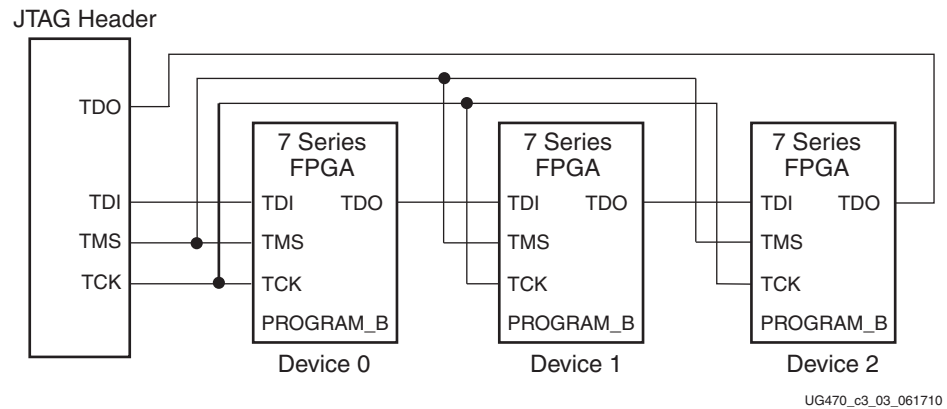 JTAG Header
TDO
TDI
TMS
TCK
7 Series
FPGA
TDI TDO
TMS
TCK
PROGRAM_B
Device 0
7 Series
FPGA
TDI TDO
TMS
TCK
PROGRAM_B
Device 1
7 Series
FPGA
TDI TDO
TMS
TCK
PROGRAM_B
Device 2
UG470_c3_03_061710